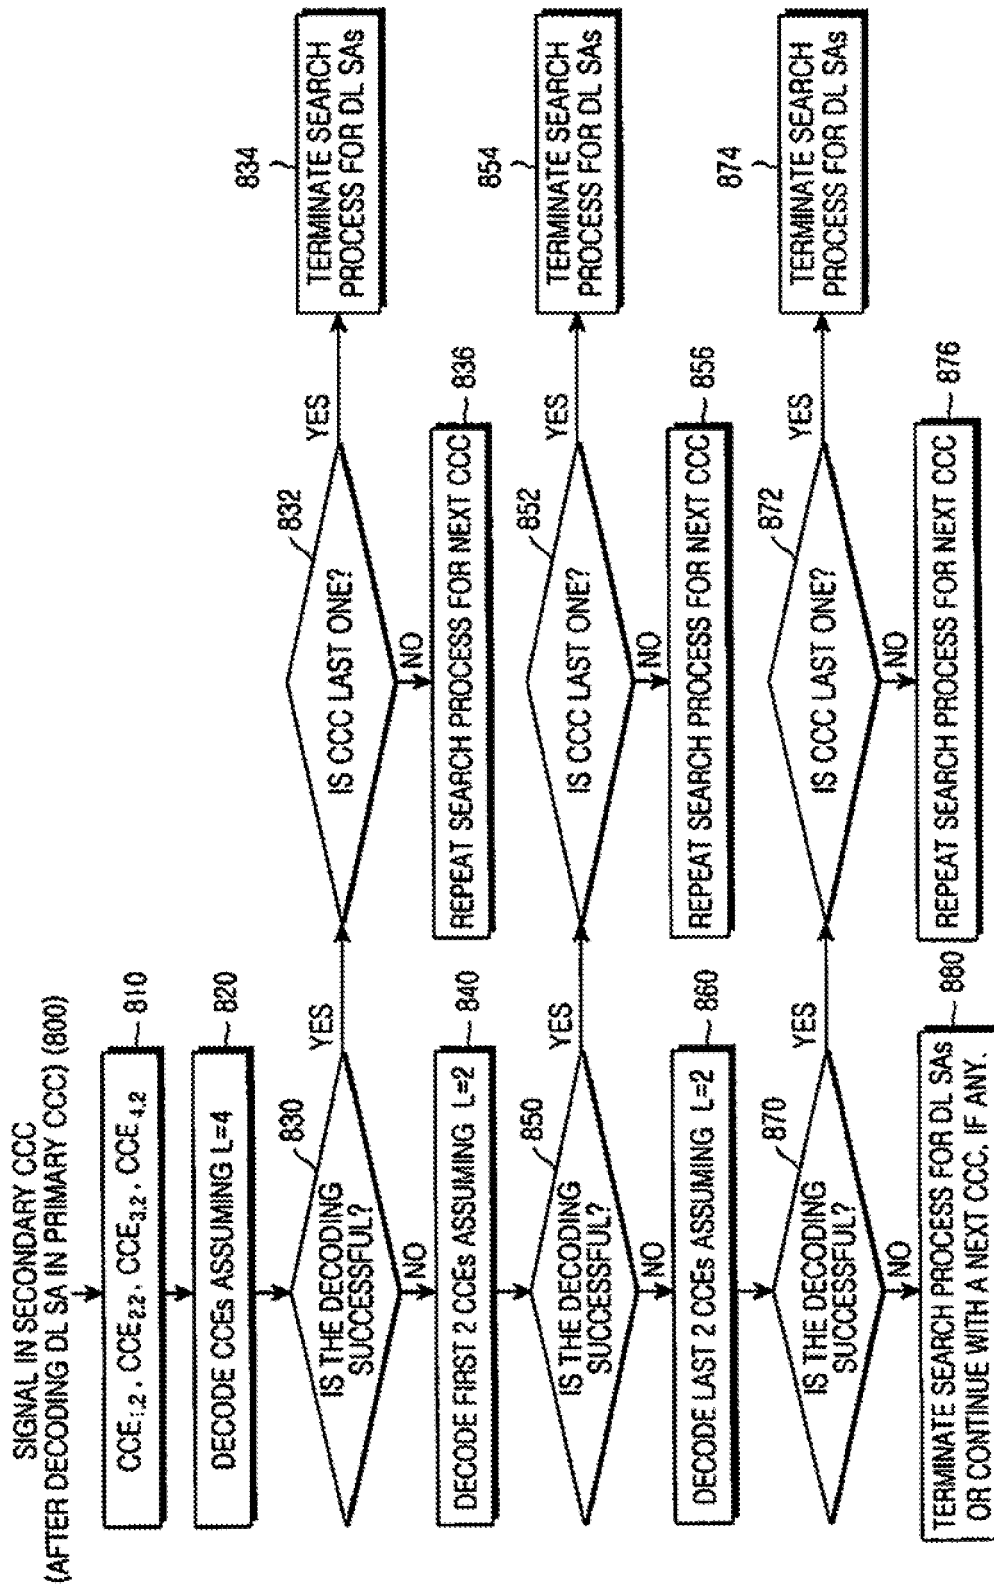 SIGNAL IN SECONDARY CCC
(AFTER DECODING DL SA IN PRIMARY CCC) (800)
CCE1,2, CCE2,2, CCE3,2, CCE4,2
810
DECODE CCEs ASSUMING L=4
820
IS THE DECODING
SUCCESSFUL?
830
YES
NO
IS CCC LAST ONE?
832
YES
NO
TERMINATE SEARCH
PROCESS FOR DL SAs
834
REPEAT SEARCH PROCESS FOR NEXT CCC
836
DECODE FIRST 2 CCEs ASSUMING L=2
840
IS THE DECODING
SUCCESSFUL?
850
YES
NO
IS CCC LAST ONE?
852
YES
NO
TERMINATE SEARCH
PROCESS FOR DL SAs
854
REPEAT SEARCH PROCESS FOR NEXT CCC
856
DECODE LAST 2 CCEs ASSUMING L=2
860
IS THE DECODING
SUCCESSFUL?
870
YES
NO
IS CCC LAST ONE?
872
YES
NO
TERMINATE SEARCH
PROCESS FOR DL SAs
874
REPEAT SEARCH PROCESS FOR NEXT CCC
876
TERMINATE SEARCH PROCESS FOR DL SAs
OR CONTINUE WITH A NEXT CCC, IF ANY.
880